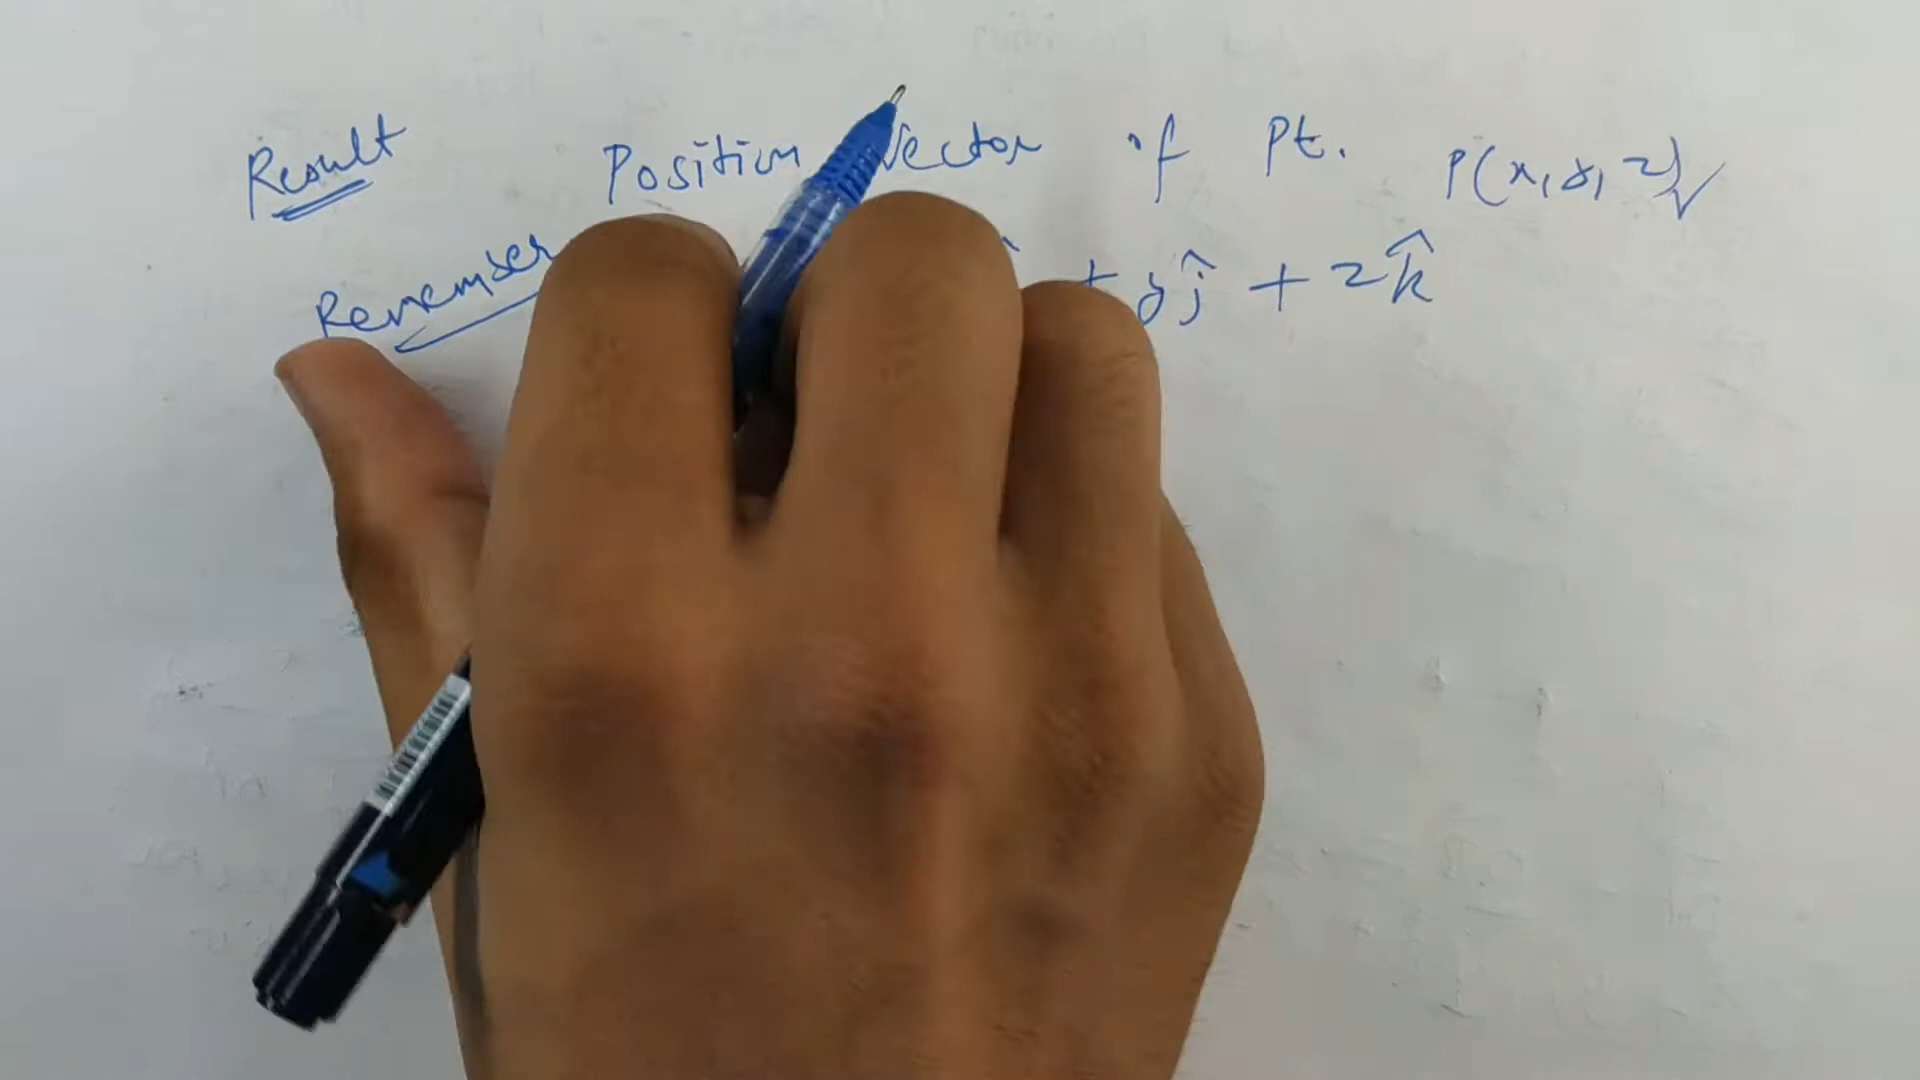 Result Position Vector of Pt. P(x, y, z) ✓
Remember + yĵ + zk̂